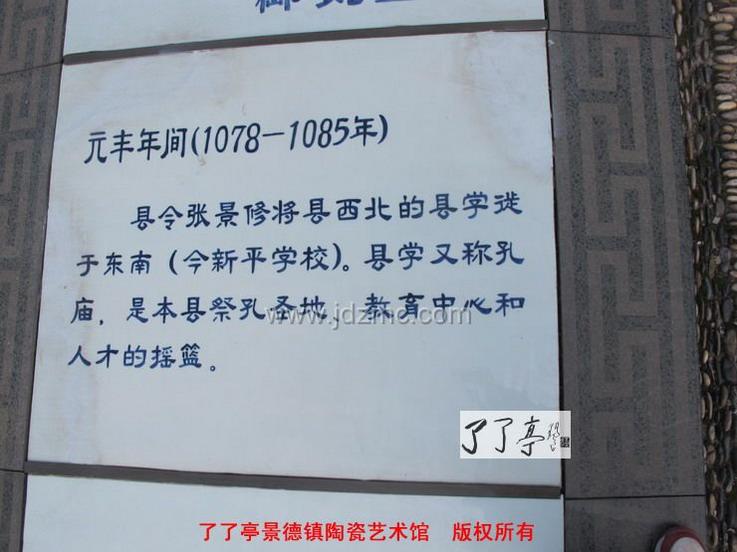 元丰年间(1078－1085年)
县令张景修将县西北的县学徙
于东南（今新平学校）。县学又称孔
庙，是本县祭孔圣地、教育中心和
人才的摇篮。
www.jdzmc.com
了了亭
了了亭景德镇陶瓷艺术馆 版权所有